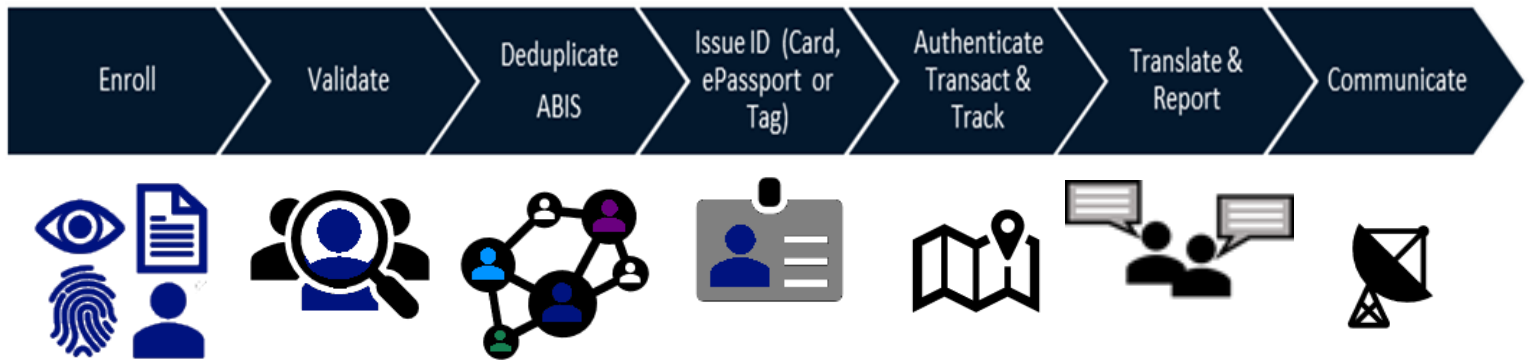 Enroll
Validate
Deduplicate
ABIS
Issue ID (Card,
ePassport or
Tag)
Authenticate
Transact &
Track
Translate &
Report
Communicate